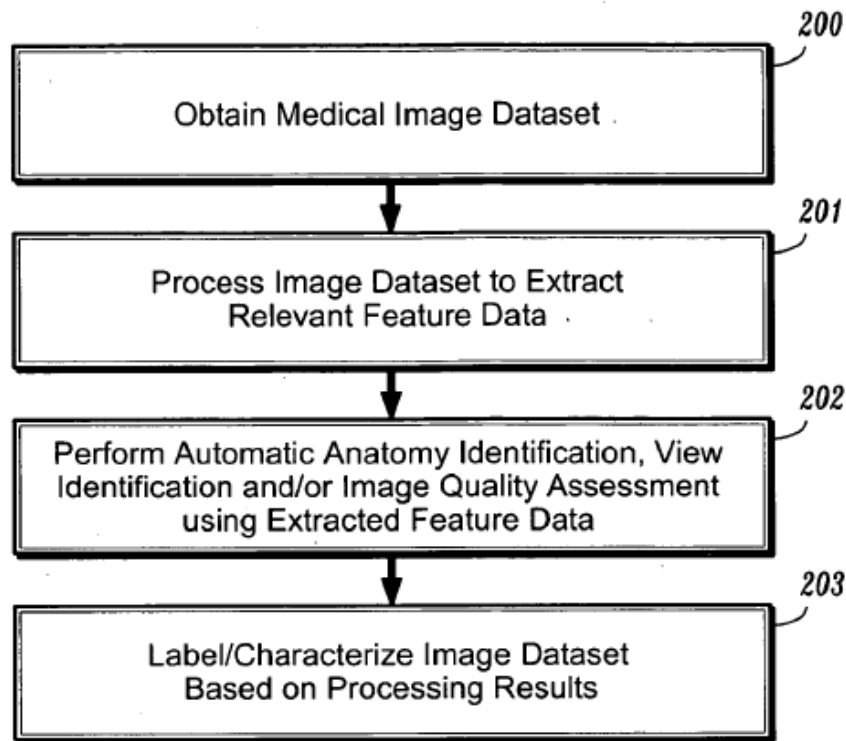 200
Obtain Medical Image Dataset
201
Process Image Dataset to Extract
Relevant Feature Data
202
Perform Automatic Anatomy Identification, View
Identification and/or Image Quality Assessment
using Extracted Feature Data
203
Label/Characterize Image Dataset
Based on Processing Results